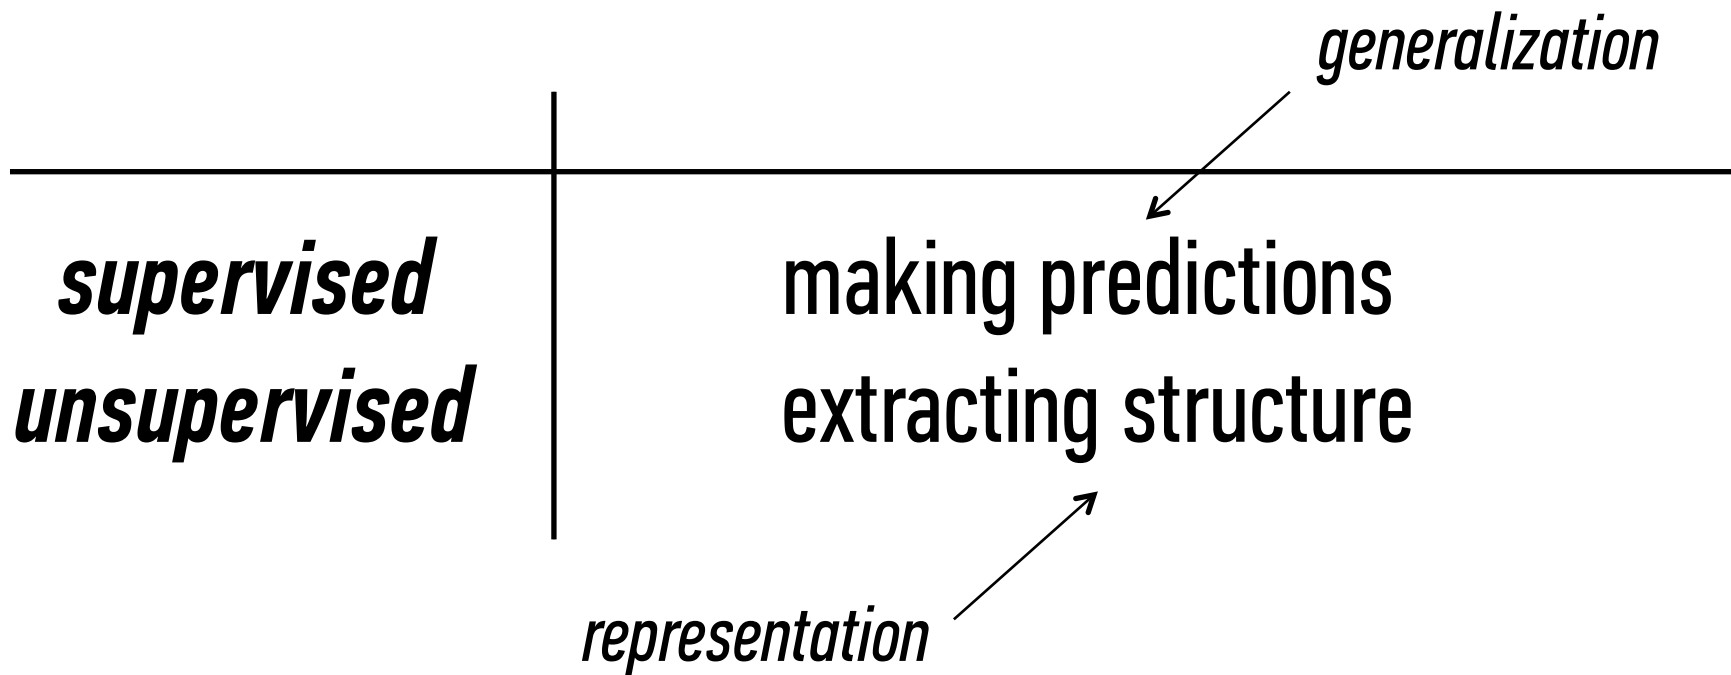 generalization
supervised making predictions
unsupervised extracting structure
representation